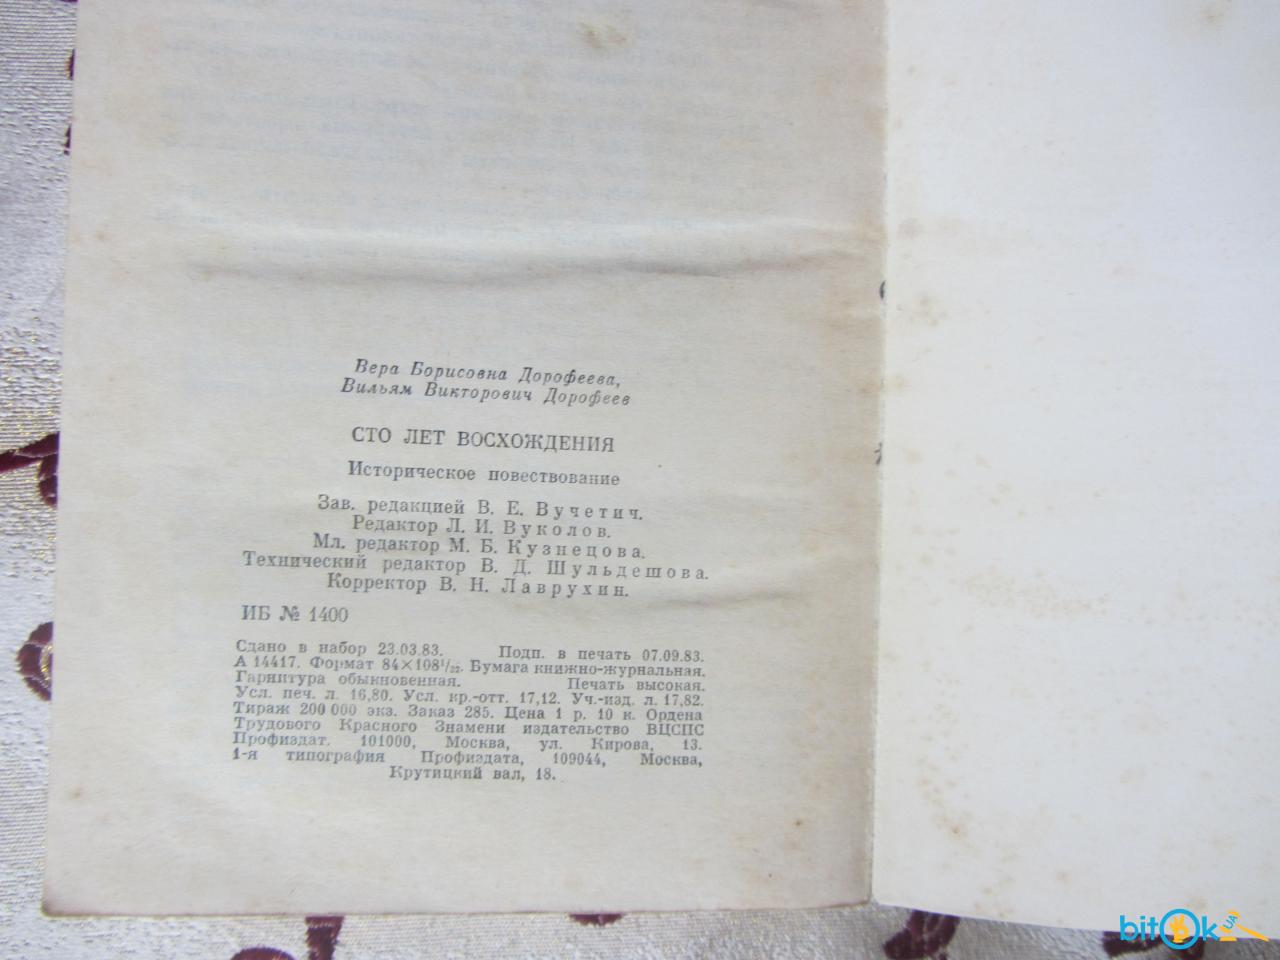 Вера Борисовна Дорофеева,
Вильям Викторович Дорофеев
СТО ЛЕТ ВОСХОЖДЕНИЯ
Историческое повествование
Зав. редакцией В. Е. Вучетич.
Редактор Л. И. Вуколов.
Мл. редактор М. Б. Кузнецова.
Технический редактор В. Д. Шульдешова.
Корректор В. Н. Лаврухин.
ИБ № 1400
Сдано в набор 23.03.83. Подп. в печать 07.09.83.
А 14417. Формат 84×108¹/₃₂. Бумага книжно-журнальная.
Гарнитура обыкновенная. Печать высокая.
Усл. печ. л. 16,80. Усл. кр.-отт. 17,12. Уч.-изд. л. 17,82.
Тираж 200 000 экз. Заказ 285. Цена 1 р. 10 к. Ордена
Трудового Красного Знамени издательство ВЦСПС
Профиздат. 101000, Москва, ул. Кирова, 13.
1-я типография Профиздата, 109044, Москва,
Крутицкий вал, 18.
bitOk UA